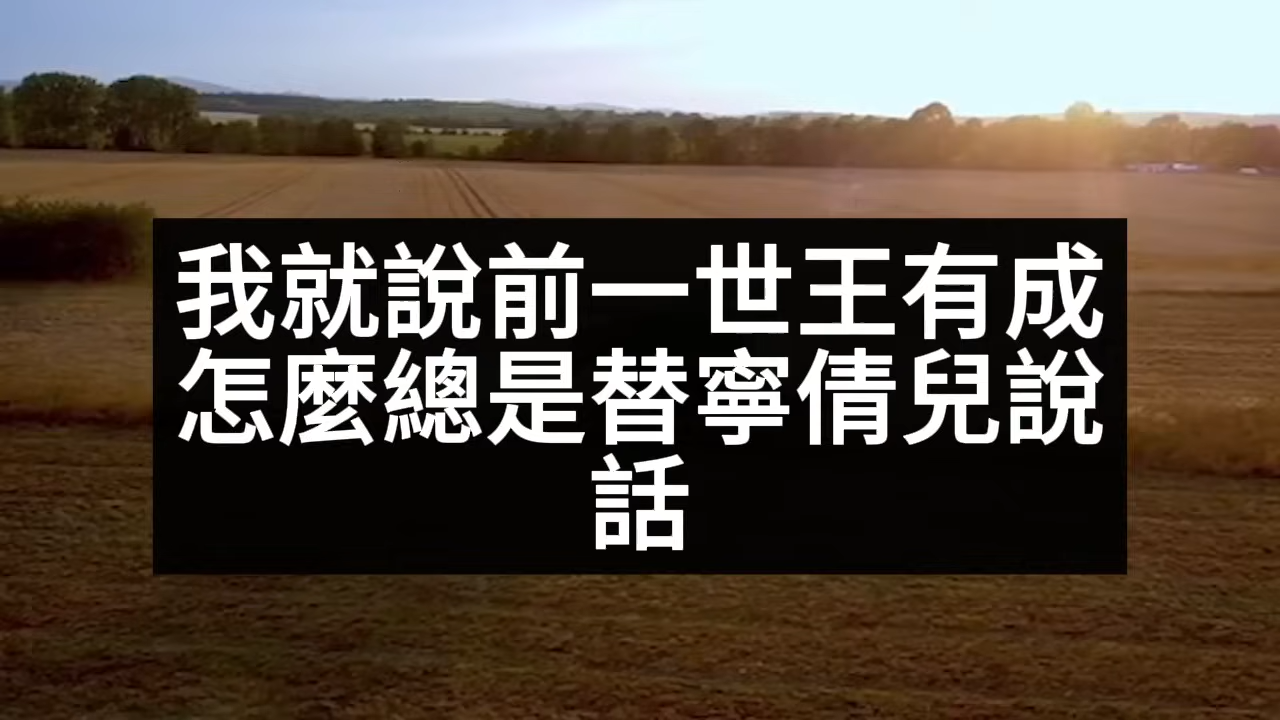 我就說前一世王有成
怎麼總是替寧倩兒說
話